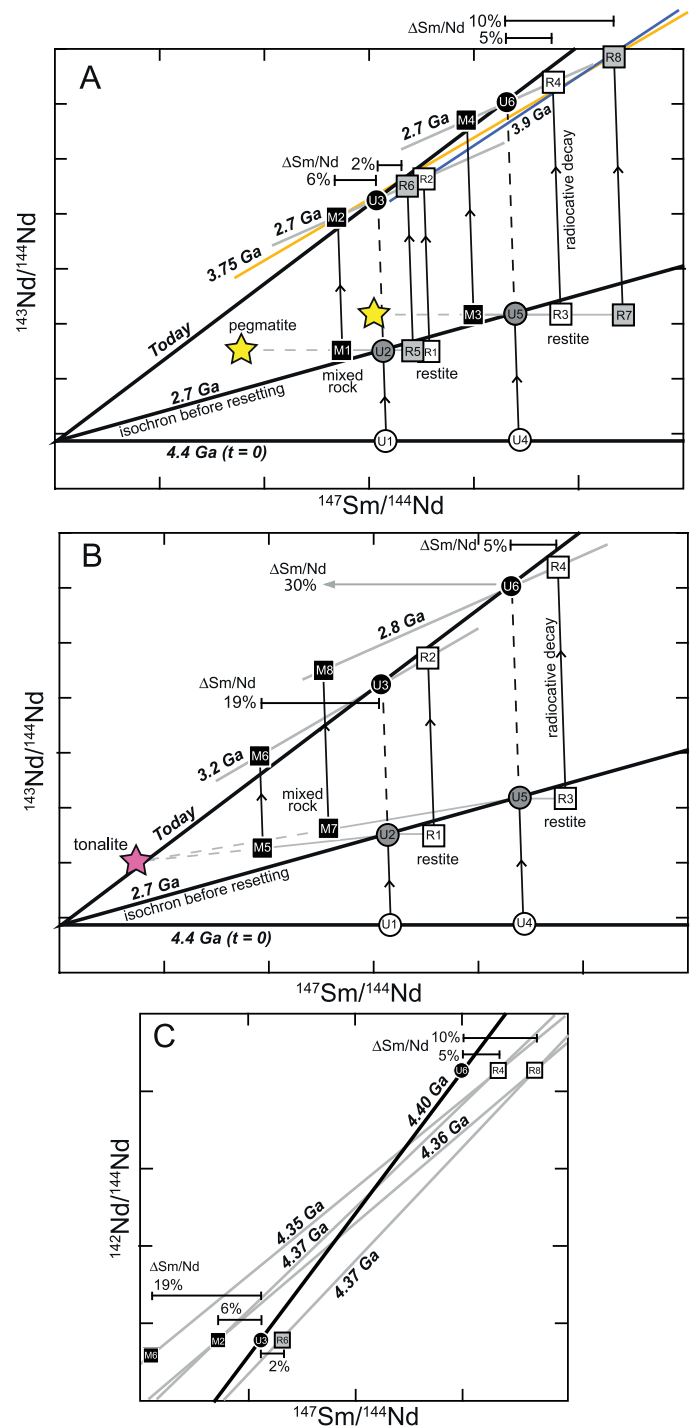 10%
ΔSm/Nd
5%
A
U6
R8
R4
M4
2.7 Ga
3.9 Ga
ΔSm/Nd
2%
6%
R6
R2
U3
M2
2.7 Ga
3.75 Ga
radiocative decay
143Nd/144Nd
Today
pegmatite
M3
U5
R3
R7
restite
M1
U2
R5
R1
mixed
rock
restite
2.7 Ga
isochron before resetting
U1
U4
4.4 Ga (t = 0)
147Sm/144Nd
B
ΔSm/Nd
5%
R4
ΔSm/Nd
30%
U6
2.8 Ga
M8
R2
U3
ΔSm/Nd
19%
radiocative decay
143Nd/144Nd
3.2 Ga
M6
mixed
rock
Today
U5
R3
restite
M7
tonalite
M5
U2
R1
restite
2.7 Ga
isochron before resetting
U1
U4
4.4 Ga (t = 0)
147Sm/144Nd
C
10%
ΔSm/Nd
5%
U6
R4
R8
4.40 Ga
4.36 Ga
142Nd/144Nd
4.35 Ga
4.37 Ga
4.37 Ga
ΔSm/Nd
19%
6%
M6
M2
U3
R6
2%
147Sm/144Nd